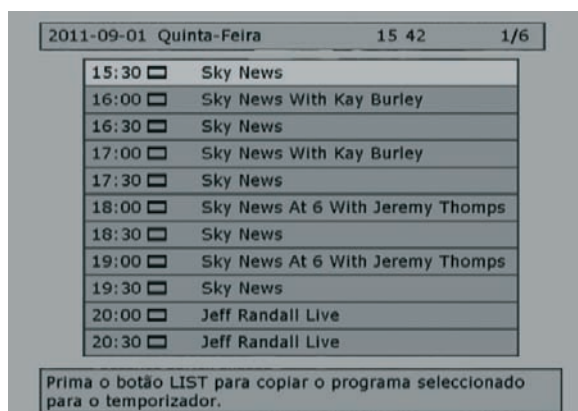 2011-09-01 Quinta-Feira 15 42 1/6
15:30 Sky News
16:00 Sky News With Kay Burley
16:30 Sky News
17:00 Sky News With Kay Burley
17:30 Sky News
18:00 Sky News At 6 With Jeremy Thomps
18:30 Sky News
19:00 Sky News At 6 With Jeremy Thomps
19:30 Sky News
20:00 Jeff Randall Live
20:30 Jeff Randall Live
Prima o botão LIST para copiar o programa seleccionado
para o temporizador.